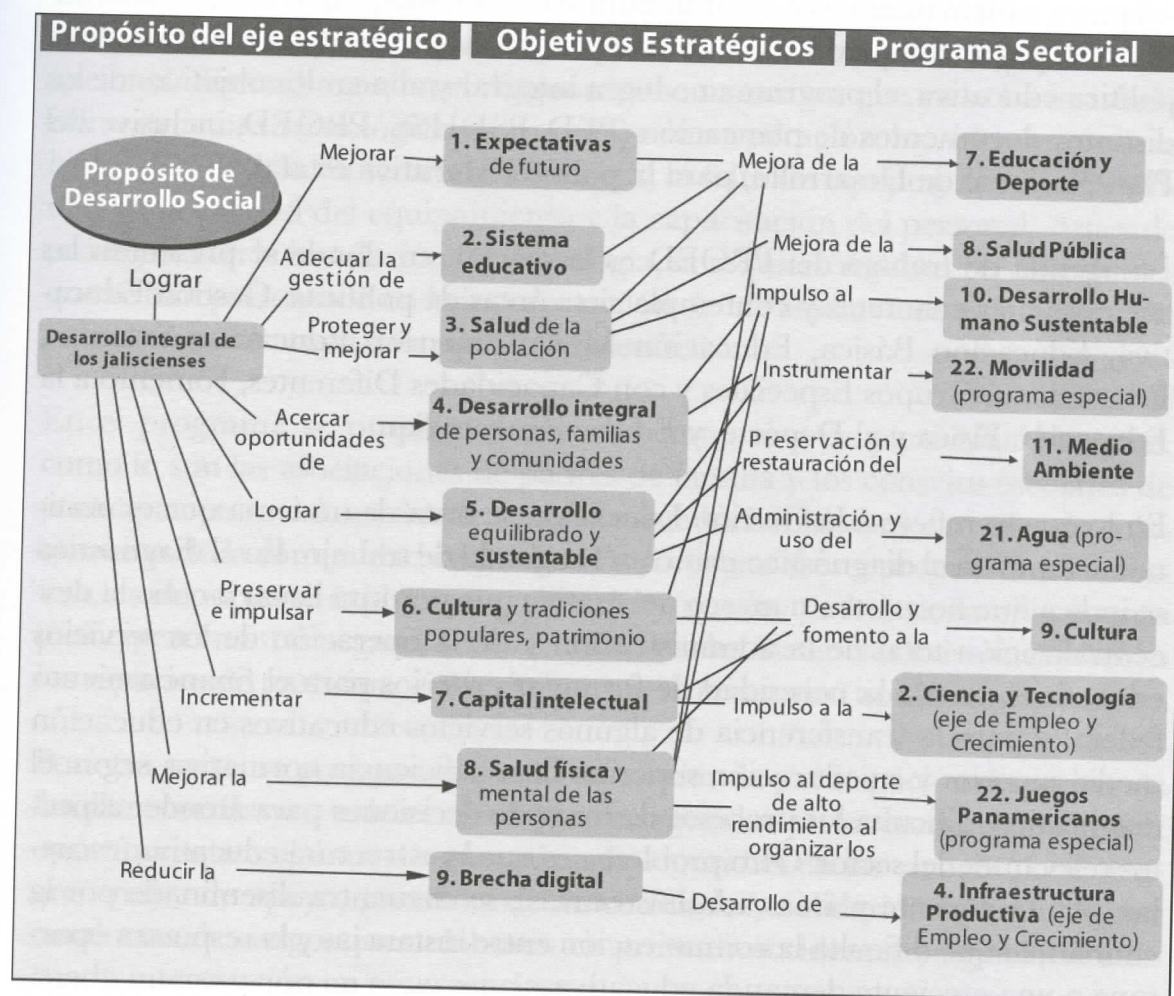 Propósito del eje estratégico
Objetivos Estratégicos
Programa Sectorial
Propósito de
Desarrollo Social
Lograr
Desarrollo integral de
los jaliscienses
Mejorar
Adecuar la
gestión de
Proteger y
mejorar
Acercar
oportunidades
de
Lograr
Preservar
e impulsar
Incrementar
Mejorar la
Reducir la
1. Expectativas
de futuro
2. Sistema
educativo
3. Salud de la
población
4. Desarrollo integral
de personas, familias
y comunidades
5. Desarrollo
equilibrado y
sustentable
6. Cultura y tradiciones
populares, patrimonio
7. Capital intelectual
8. Salud física y
mental de las
personas
9. Brecha digital
Mejora de la
Mejora de la
Impulso al
Instrumentar
Preservación y
restauración del
Administración y
uso del
Desarrollo y
fomento a la
Impulso a la
Impulso al deporte
de alto
rendimiento al
organizar los
Desarrollo de
7. Educación y
Deporte
8. Salud Pública
10. Desarrollo Hu-
mano Sustentable
22. Movilidad
(programa especial)
11. Medio
Ambiente
21. Agua (pro-
grama especial)
9. Cultura
2. Ciencia y Tecnología
(eje de Empleo y
Crecimiento)
22. Juegos
Panamericanos
(programa especial)
4. Infraestructura
Productiva (eje de
Empleo y Crecimiento)